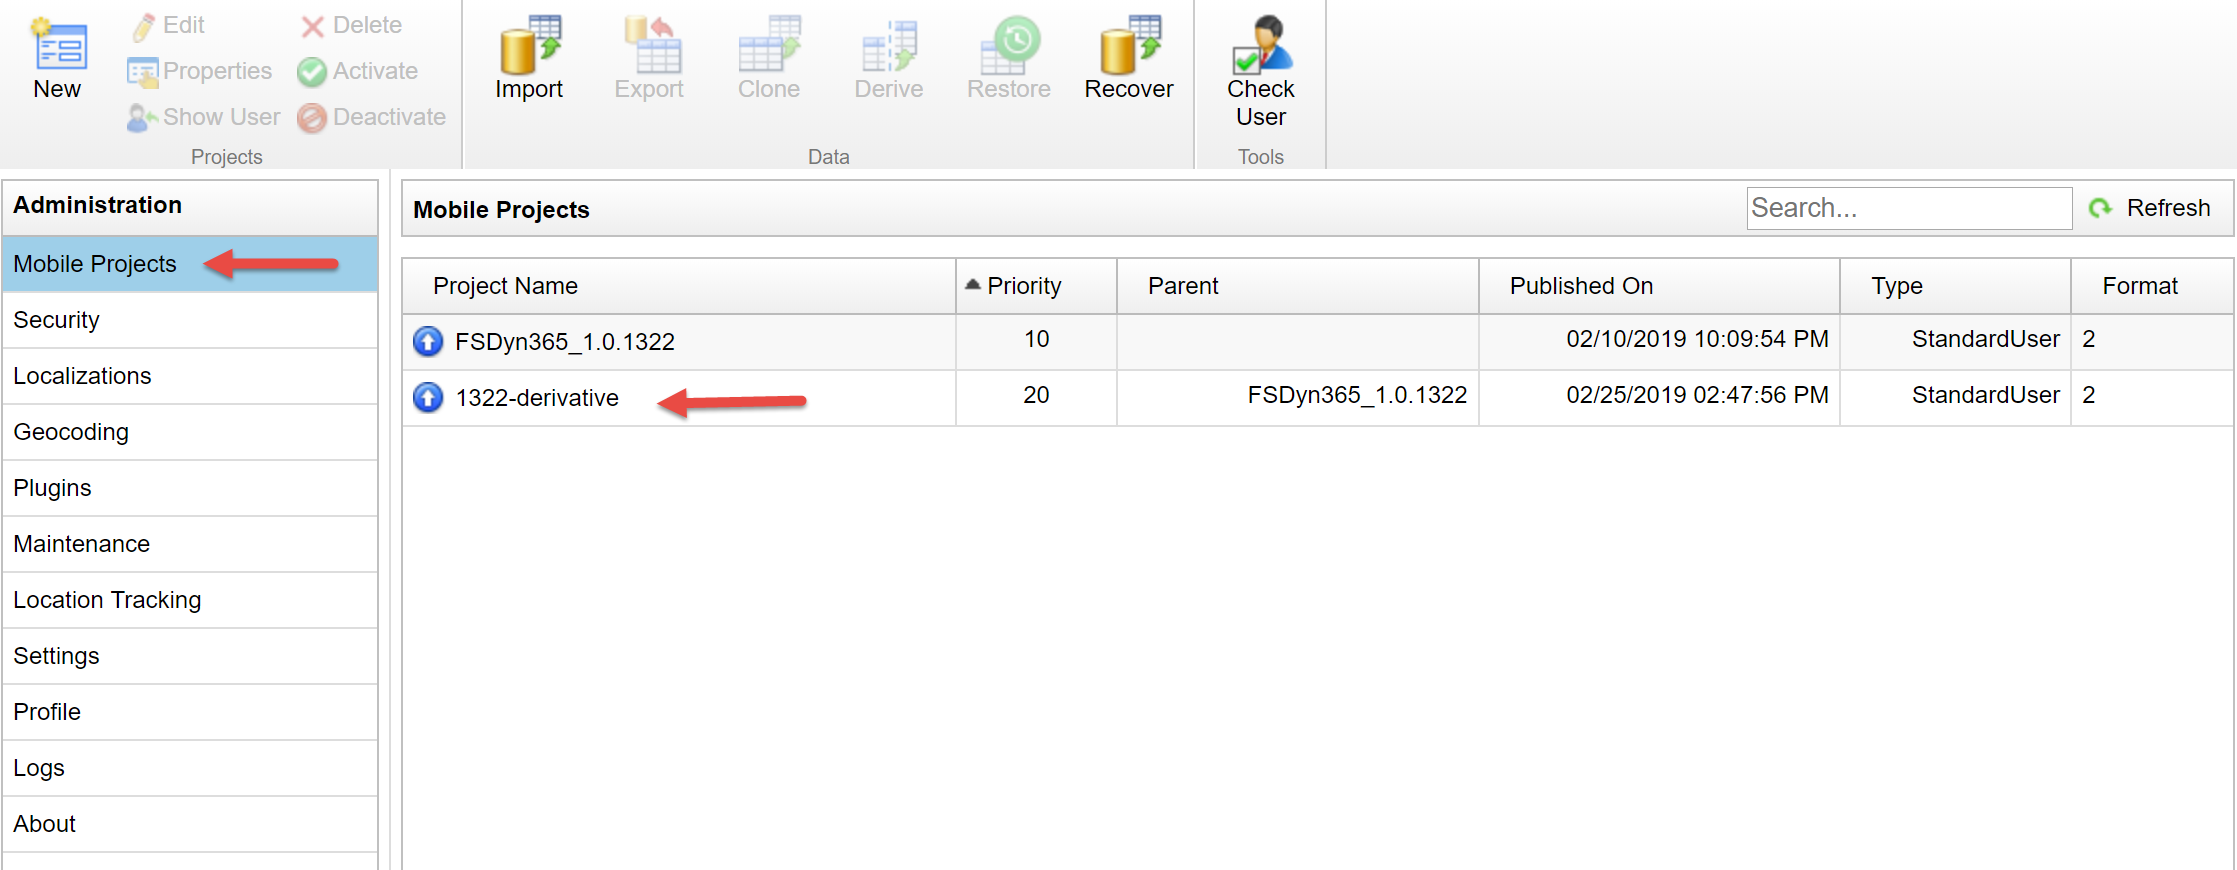 New
Edit
Properties
Show User
Delete
Activate
Deactivate
Projects
Import
Export
Clone
Derive
Restore
Recover
Data
Check
User
Tools
Administration
Mobile Projects
Security
Localizations
Geocoding
Plugins
Maintenance
Location Tracking
Settings
Profile
Logs
About
Mobile Projects
Search...
Refresh
Project Name Priority Parent Published On Type Format
FSDyn365_1.0.1322 10 02/10/2019 10:09:54 PM StandardUser 2
1322-derivative 20 FSDyn365_1.0.1322 02/25/2019 02:47:56 PM StandardUser 2